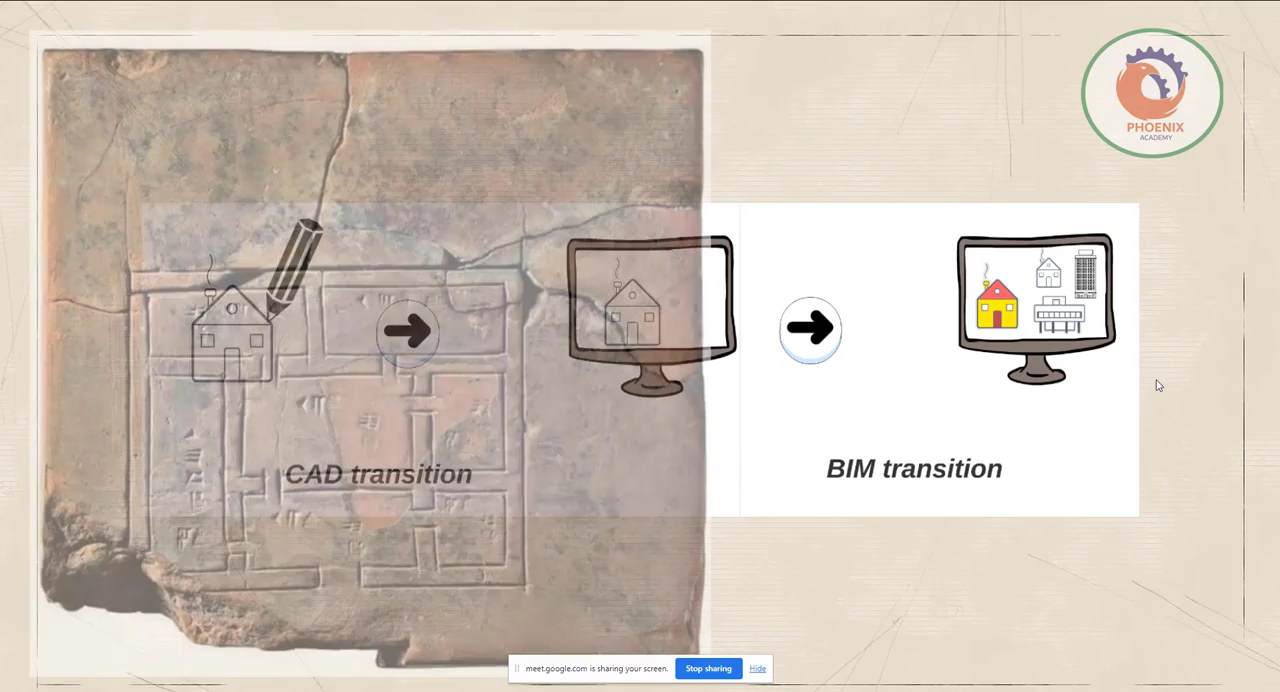 PHOENIX
ACADEMY
CAD transition
BIM transition
meet.google.com is sharing your screen.
Stop sharing
Hide